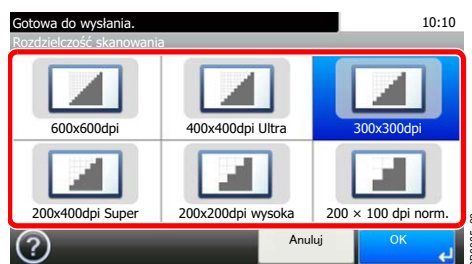 Gotowa do wysłania. 10:10
Rozdzielczość skanowania
600x600dpi 400x400dpi Ultra 300x300dpi
200x400dpi Super 200x200dpi wysoka 200 × 100 dpi norm.
? Anuluj OK